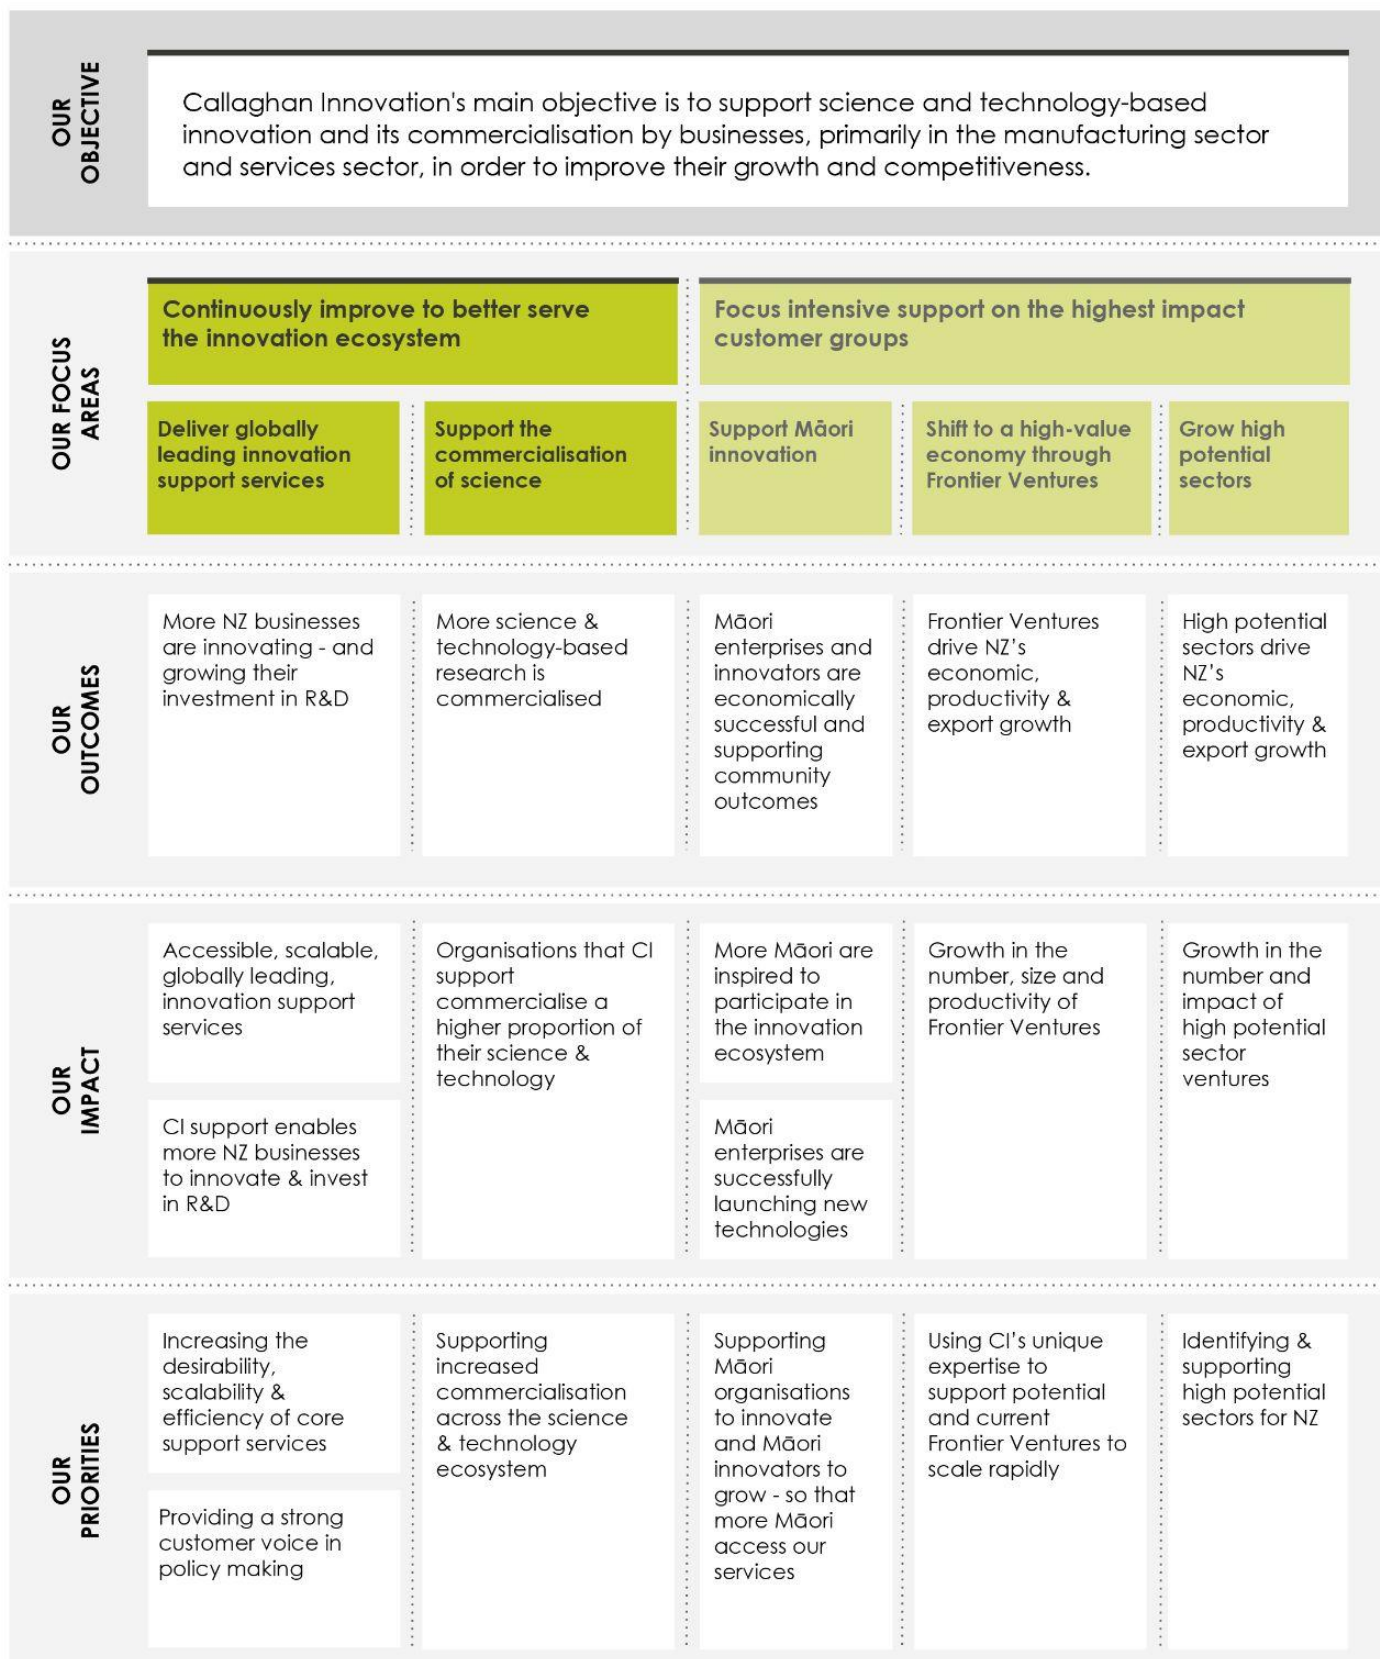 OUR
OBJECTIVE
Callaghan Innovation's main objective is to support science and technology-based
innovation and its commercialisation by businesses, primarily in the manufacturing sector
and services sector, in order to improve their growth and competitiveness.
OUR FOCUS
AREAS
Continuously improve to better serve
the innovation ecosystem
Focus intensive support on the highest impact
customer groups
Deliver globally
leading innovation
support services
Support the
commercialisation
of science
Support Māori
innovation
Shift to a high-value
economy through
Frontier Ventures
Grow high
potential
sectors
OUR
OUTCOMES
More NZ businesses
are innovating - and
growing their
investment in R&D
More science &
technology-based
research is
commercialised
Māori
enterprises and
innovators are
economically
successful and
supporting
community
outcomes
Frontier Ventures
drive NZ’s
economic,
productivity &
export growth
High potential
sectors drive
NZ’s
economic,
productivity &
export growth
OUR
IMPACT
Accessible, scalable,
globally leading,
innovation support
services
CI support enables
more NZ businesses
to innovate & invest
in R&D
Organisations that CI
support
commercialise a
higher proportion of
their science &
technology
More Māori are
inspired to
participate in
the innovation
ecosystem
Māori
enterprises are
successfully
launching new
technologies
Growth in the
number, size and
productivity of
Frontier Ventures
Growth in the
number and
impact of
high potential
sector
ventures
OUR
PRIORITIES
Increasing the
desirability,
scalability &
efficiency of core
support services
Providing a strong
customer voice in
policy making
Supporting
increased
commercialisation
across the science
& technology
ecosystem
Supporting
Māori
organisations
to innovate
and Māori
innovators to
grow - so that
more Māori
access our
services
Using CI’s unique
expertise to
support potential
and current
Frontier Ventures to
scale rapidly
Identifying &
supporting
high potential
sectors for NZ